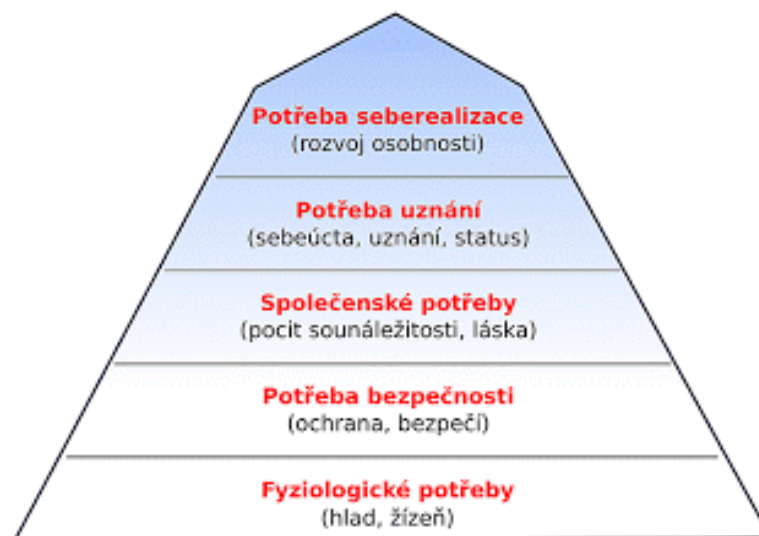 Potřeba seberealizace
(rozvoj osobnosti)
Potřeba uznání
(sebeúcta, uznání, status)
Společenské potřeby
(pocit sounáležitosti, láska)
Potřeba bezpečnosti
(ochrana, bezpečí)
Fyziologické potřeby
(hlad, žízeň)